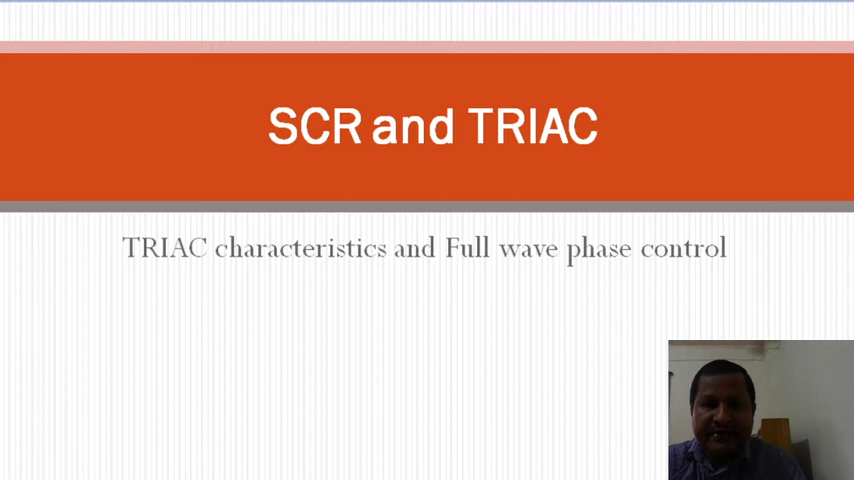 SCR and TRIAC
TRIAC characteristics and Full wave phase control